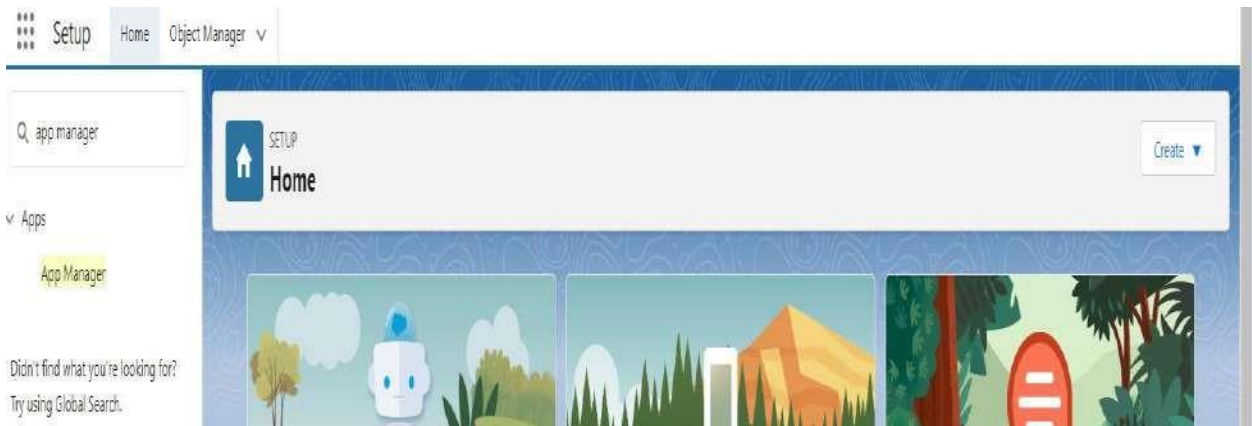 Setup Home Object Manager
app manager
SETUP
Home
Create
Apps
App Manager
Didn't find what you're looking for?
Try using Global Search.